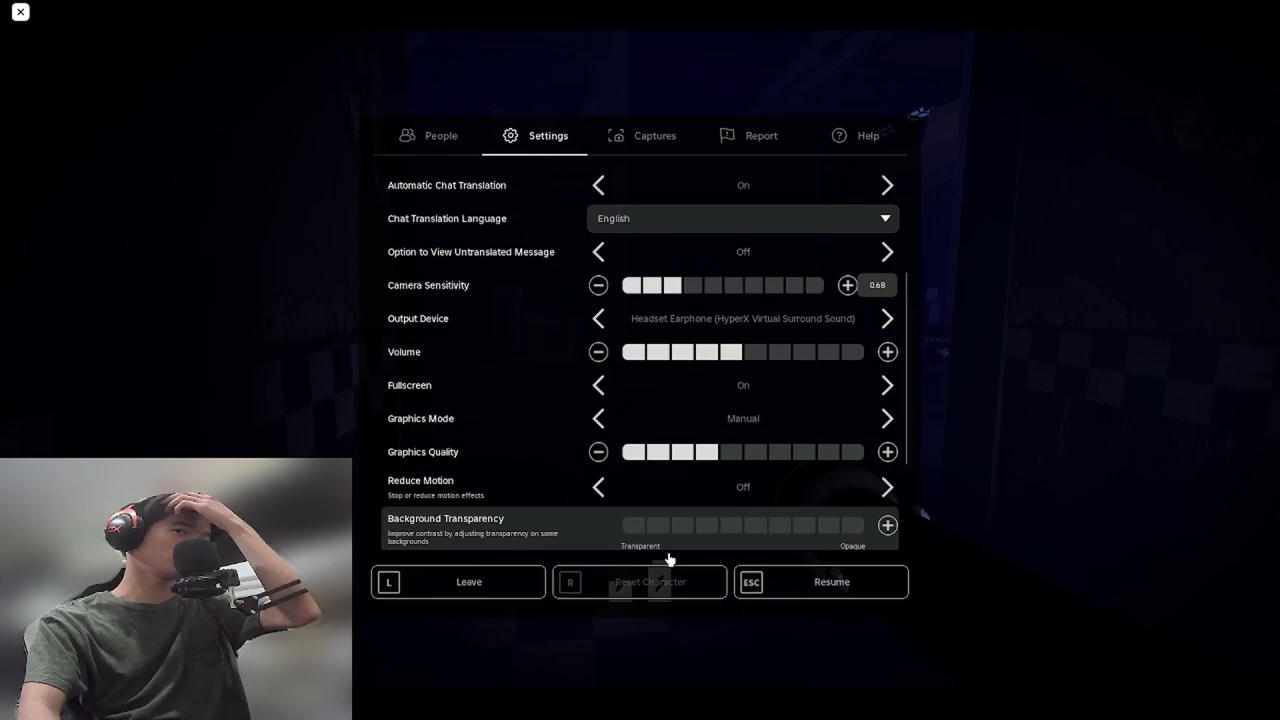 People
Settings
Captures
Report
Help
Automatic Chat Translation
On
Chat Translation Language
English
Option to View Untranslated Message
Off
Camera Sensitivity
0.68
Output Device
Headset Earphone (HyperX Virtual Surround Sound)
Volume
Fullscreen
On
Graphics Mode
Manual
Graphics Quality
Reduce Motion
Stop or reduce motion effects
Off
Background Transparency
Improve contrast by adjusting transparency on some
backgrounds
Transparent
Opaque
L
Leave
R
Reset Character
ESC
Resume